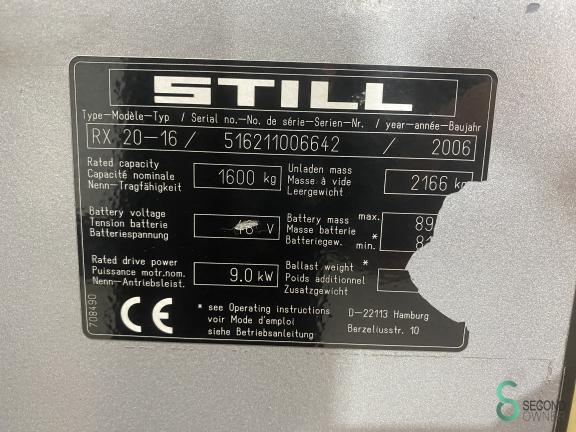 STILL
Type-Modèle-Typ / Serial no.-No. de série-Serien-Nr. / year-année-Baujahr
RX 20-16 / 516211006642 / 2006
Rated capacity
Capacité nominale
Nenn-Tragfähigkeit
1600 kg
Unladen mass
Masse à vide
Leergewicht
2166 kg
Battery voltage
Tension batterie
Batteriespannung
V
Battery mass max.
Masse batterie *
Batteriegew. min.
Rated drive power
Puissance motr.nom.
Nenn-Antriebsleist.
9.0 kW
Ballast weight *
Poids additionnel
Zusatzgewicht
708490
CE
* see Operating instructions
voir Mode d'emploi
siehe Betriebsanleitung
D-22113 Hamburg
Berzeliusstr. 10
SECOND
OWNER